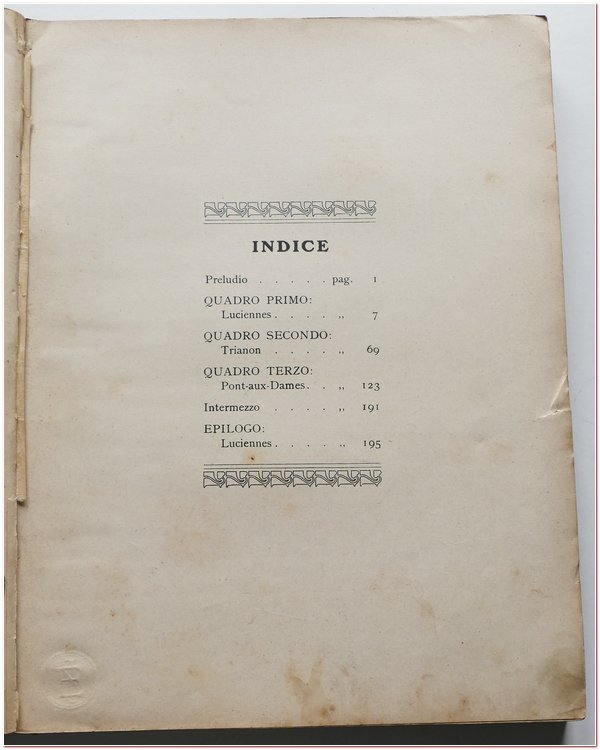 INDICE
Preludio . . . . . pag. 1
QUADRO PRIMO:
Luciennes . . . . „ 7
QUADRO SECONDO:
Trianon . . . . „ 69
QUADRO TERZO:
Pont-aux-Dames . . „ 123
Intermezzo . . . . „ 191
EPILOGO:
Luciennes . . . . „ 195